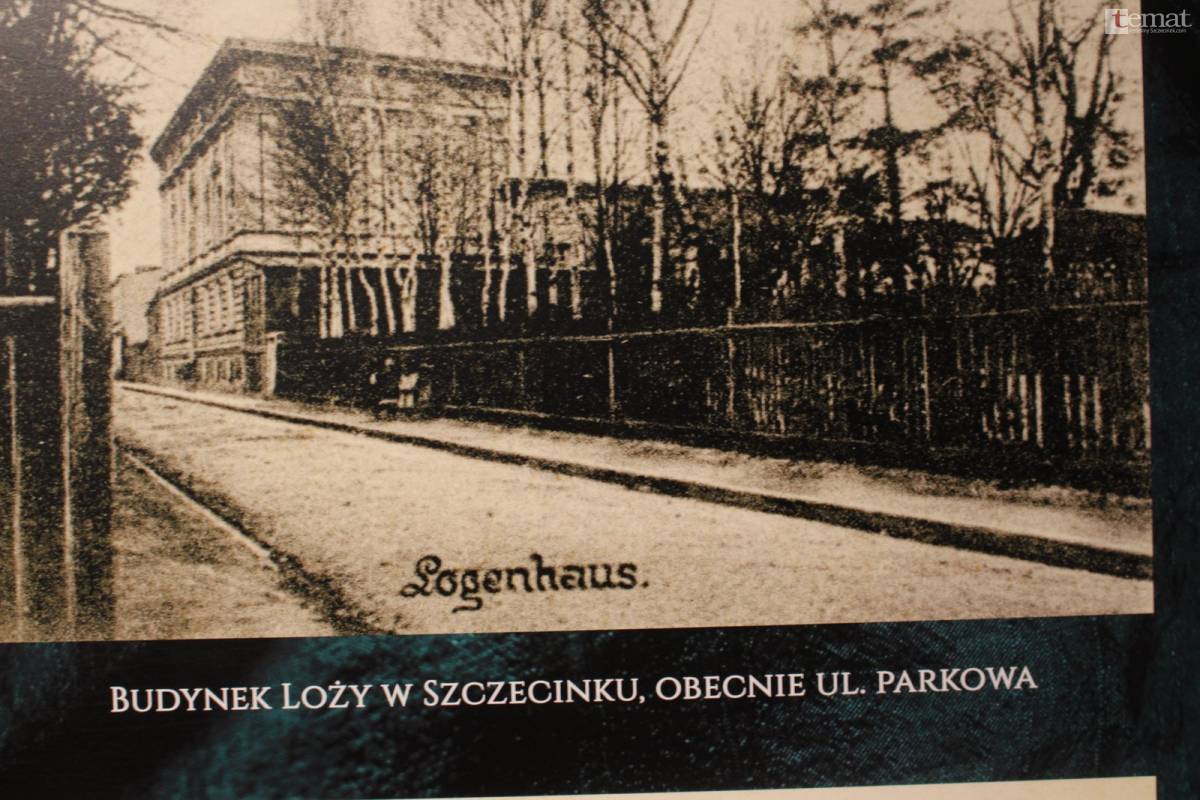 temat
Logenhaus.
Budynek Loży w Szczecinku, obecnie ul. Parkowa